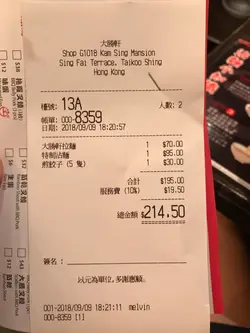 大勝軒
Shop G1018 Kam Sing Mansion
Sing Fai Terrace, Taikoo Shing
Hong Kong
檯號: 13A 人數: 2
帳單: 000-8359
日期: 2018/09/09 18:20:57
大勝軒拉麵 1 $70.00
特制沾麵 1 $95.00
煎餃子 (5 隻) 1 $30.00
合計 $195.00
服務費 (10%) $19.50
總金額 $214.50
簽名:
以元為單位,多謝惠顧。
001-2018/09/09 18:21:11 melvin
000-8359 [1]